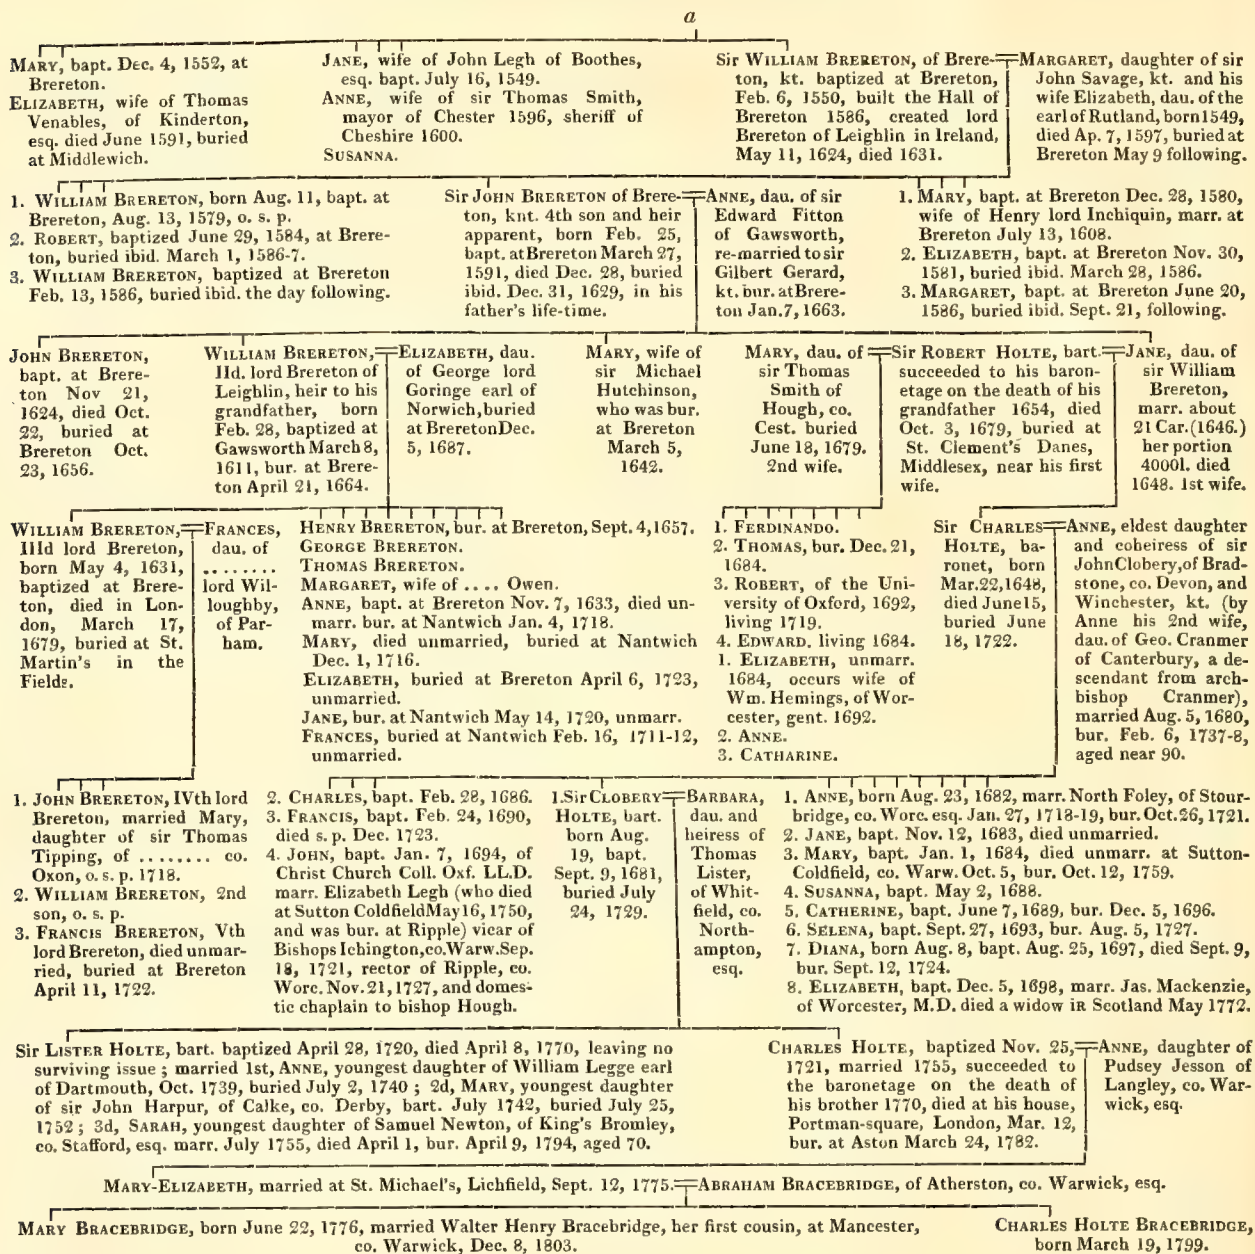 a
MARY, bapt. Dec. 4, 1552, at
Brereton.
ELIZABETH, wife of Thomas
Venables, of Kinderton,
esq. died June 1591, buried
at Middlewich.
JANE, wife of John Legh of Boothes,
esq. bapt. July 16, 1549.
ANNE, wife of sir Thomas Smith,
mayor of Chester 1596, sheriff of
Cheshire 1600.
SUSANNA.
Sir WILLIAM BRERETON, of Brere-
ton, kt. baptized at Brereton,
Feb. 6, 1550, built the Hall of
Brereton 1586, created lord
Brereton of Leighlin in Ireland,
May 11, 1624, died 1631.
MARGARET, daughter of sir
John Savage, kt. and his
wife Elizabeth, dau. of the
earl of Rutland, born 1549,
died Ap. 7, 1597, buried at
Brereton May 9 following.
1. WILLIAM BRERETON, born Aug. 11, bapt. at
Brereton, Aug. 13, 1579, o. s. p.
2. ROBERT, baptized June 29, 1584, at Brere-
ton, buried ibid. March 1, 1586-7.
3. WILLIAM BRERETON, baptized at Brereton
Feb. 13, 1586, buried ibid. the day following.
Sir JOHN BRERETON of Brere-
ton, knt. 4th son and heir
apparent, born Feb. 25,
bapt. at Brereton March 27,
1591, died Dec. 28, buried
ibid. Dec. 31, 1629, in his
father's life-time.
ANNE, dau. of sir
Edward Fitton
of Gawsworth,
re-married to sir
Gilbert Gerard,
kt. bur. at Brere-
ton Jan. 7, 1663.
1. MARY, bapt. at Brereton Dec. 28, 1580,
wife of Henry lord Inchiquin, marr. at
Brereton July 13, 1608.
2. ELIZABETH, bapt. at Brereton Nov. 30,
1581, buried ibid. March 28, 1586.
3. MARGARET, bapt. at Brereton June 20,
1586, buried ibid. Sept. 21, following.
JOHN BRERETON,
bapt. at Brere-
ton Nov 21,
1624, died Oct.
22, buried at
Brereton Oct.
23, 1656.
WILLIAM BRERETON,
IId. lord Brereton of
Leighlin, heir to his
grandfather, born
Feb. 28, baptized at
Gawsworth March 8,
1611, bur. at Brere-
ton April 21, 1664.
ELIZABETH, dau.
of George lord
Goringe earl of
Norwich, buried
at Brereton Dec.
5, 1687.
MARY, wife of
sir Michael
Hutchinson,
who was bur.
at Brereton
March 5,
1642.
MARY, dau. of
sir Thomas
Smith of
Hough, co.
Cest. buried
June 18, 1679.
2nd wife.
Sir ROBERT HOLTE, bart.
succeeded to his baron-
etage on the death of his
grandfather 1654, died
Oct. 3, 1679, buried at
St. Clement's Danes,
Middlesex, near his first
wife.
JANE, dau. of
sir William
Brereton,
marr. about
21 Car. (1646.)
her portion
4000l. died
1648. 1st wife.
WILLIAM BRERETON,
IIId lord Brereton,
born May 4, 1631,
baptized at Brere-
ton, died in Lon-
don, March 17,
1679, buried at St.
Martin's in the
Fields.
FRANCES,
dau. of
........
lord Wil-
loughby,
of Par-
ham.
HENRY BRERETON, bur. at Brereton, Sept. 4, 1657.
GEORGE BRERETON.
THOMAS BRERETON.
MARGARET, wife of .... Owen.
ANNE, bapt. at Brereton Nov. 7, 1633, died un-
marr. bur. at Nantwich Jan. 4, 1718.
MARY, died unmarried, buried at Nantwich
Dec. 1, 1716.
ELIZABETH, buried at Brereton April 6, 1723,
unmarried.
JANE, bur. at Nantwich May 14, 1720, unmarr.
FRANCES, buried at Nantwich Feb. 16, 1711-12,
unmarried.
1. FERDINANDO.
2. THOMAS, bur. Dec. 21,
1684.
3. ROBERT, of the Uni-
versity of Oxford, 1692,
living 1719.
4. EDWARD. living 1684.
1. ELIZABETH, unmarr.
1684, occurs wife of
Wm. Hemings, of Wor-
cester, gent. 1692.
2. ANNE.
3. CATHARINE.
Sir CHARLES
HOLTE, ba-
ronet, born
Mar. 22, 1648,
died June 15,
buried June
18, 1722.
ANNE, eldest daughter
and coheiress of sir
John Clobery, of Brad-
stone, co. Devon, and
Winchester, kt. (by
Anne his 2nd wife,
dau. of Geo. Cranmer
of Canterbury, a de-
scendant from arch-
bishop Cranmer),
married Aug. 5, 1680,
bur. Feb. 6, 1737-8,
aged near 90.
1. JOHN BRERETON, IVth lord
Brereton, married Mary,
daughter of sir Thomas
Tipping, of ........ co.
Oxon, o. s. p. 1718.
2. WILLIAM BRERETON, 2nd
son, o. s. p.
3. FRANCIS BRERETON, Vth
lord Brereton, died unmar-
ried, buried at Brereton
April 11, 1722.
2. CHARLES, bapt. Feb. 28, 1686.
3. FRANCIS, bapt. Feb. 24, 1690,
died s. p. Dec. 1723.
4. JOHN, bapt. Jan. 7, 1694, of
Christ Church Coll. Oxf. LL.D.
marr. Elizabeth Legh (who died
at Sutton Coldfield May 16, 1750,
and was bur. at Ripple) vicar of
Bishops Ichington, co. Warw. Sep.
18, 1721, rector of Ripple, co.
Worc. Nov. 21, 1727, and domes-
tic chaplain to bishop Hough.
1. Sir CLOBERY
HOLTE, bart.
born Aug.
19, bapt.
Sept. 9, 1681,
buried July
24, 1729.
BARBARA,
dau. and
heiress of
Thomas
Lister,
of Whit-
field, co.
North-
ampton,
esq.
1. ANNE, born Aug. 23, 1682, marr. North Foley, of Stour-
bridge, co. Worc. esq. Jan. 27, 1718-19, bur. Oct. 26, 1721.
2. JANE, bapt. Nov. 12, 1683, died unmarried.
3. MARY, bapt. Jan. 1, 1684, died unmarr. at Sutton-
Coldfield, co. Warw. Oct. 5, bur. Oct. 12, 1759.
4. SUSANNA, bapt. May 2, 1688.
5. CATHERINE, bapt. June 7, 1689, bur. Dec. 5, 1696.
6. SELENA, bapt. Sept. 27, 1693, bur. Aug. 5, 1727.
7. DIANA, born Aug. 8, bapt. Aug. 25, 1697, died Sept. 9,
bur. Sept. 12, 1724.
8. ELIZABETH, bapt. Dec. 5, 1698, marr. Jas. Mackenzie,
of Worcester, M.D. died a widow in Scotland May 1772.
Sir LISTER HOLTE, bart. baptized April 28, 1720, died April 8, 1770, leaving no
surviving issue; married 1st, ANNE, youngest daughter of William Legge earl
of Dartmouth, Oct. 1739, buried July 2, 1740; 2d, MARY, youngest daughter
of sir John Harpur, of Calke, co. Derby, bart. July 1742, buried July 25,
1752; 3d, SARAH, youngest daughter of Samuel Newton, of King's Bromley,
co. Stafford, esq. marr. July 1755, died April 1, bur. April 9, 1794, aged 70.
CHARLES HOLTE, baptized Nov. 25,
1721, married 1755, succeeded to
the baronetage on the death of
his brother 1770, died at his house,
Portman-square, London, Mar. 12,
bur. at Aston March 24, 1782.
ANNE, daughter of
Pudsey Jesson of
Langley, co. War-
wick, esq.
MARY-ELIZABETH, married at St. Michael's, Lichfield, Sept. 12, 1775. ABRAHAM BRACEBRIDGE, of Atherston, co. Warwick, esq.
MARY BRACEBRIDGE, born June 22, 1776, married Walter Henry Bracebridge, her first cousin, at Mancester,
co. Warwick, Dec. 8, 1803.
CHARLES HOLTE BRACEBRIDGE,
born March 19, 1799.